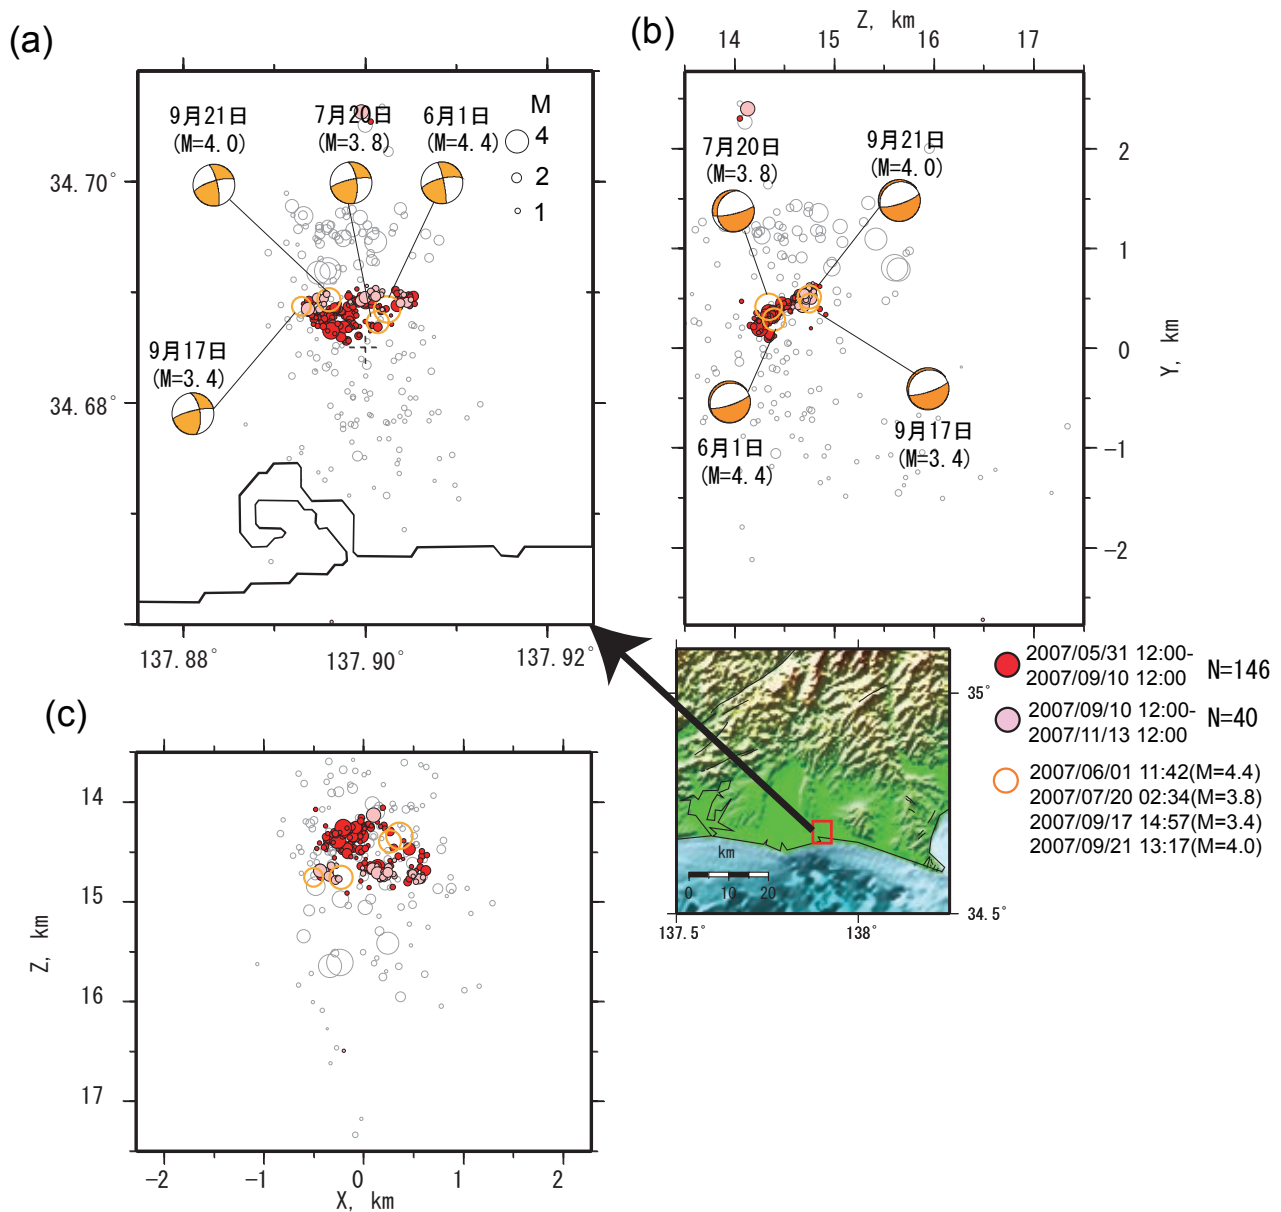 (a)
9月21日
(M=4.0)
7月20日
(M=3.8)
6月1日
(M=4.4)
M
4
2
1
34.70°
34.68°
9月17日
(M=3.4)
137.88°
137.90°
137.92°
(b)
Z, km
14
15
16
17
7月20日
(M=3.8)
9月21日
(M=4.0)
6月1日
(M=4.4)
9月17日
(M=3.4)
2
1
0
-1
-2
Y, km
(c)
14
15
16
17
Z, km
-2
-1
0
1
2
X, km
35°
34.5°
137.5°
138°
km
0
10
20
2007/05/31 12:00-
2007/09/10 12:00
N=146
2007/09/10 12:00-
2007/11/13 12:00
N=40
2007/06/01 11:42(M=4.4)
2007/07/20 02:34(M=3.8)
2007/09/17 14:57(M=3.4)
2007/09/21 13:17(M=4.0)